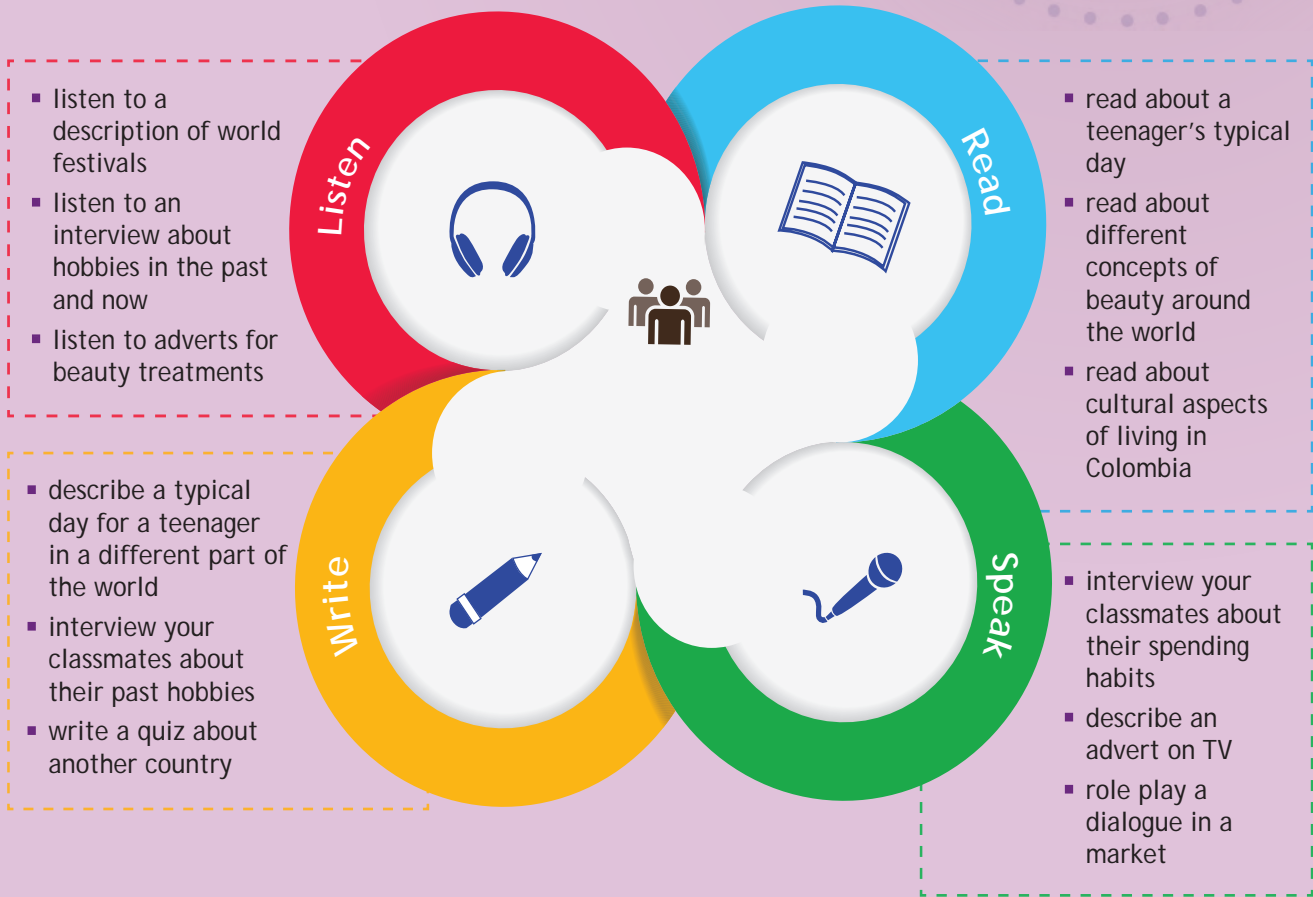 Listen
▪ listen to a
description of world
festivals
▪ listen to an
interview about
hobbies in the past
and now
▪ listen to adverts for
beauty treatments
Read
▪ read about a
teenager's typical
day
▪ read about
different
concepts of
beauty around
the world
▪ read about
cultural aspects
of living in
Colombia
Write
▪ describe a typical
day for a teenager
in a different part of
the world
▪ interview your
classmates about
their past hobbies
▪ write a quiz about
another country
Speak
▪ interview your
classmates about
their spending
habits
▪ describe an
advert on TV
▪ role play a
dialogue in a
market